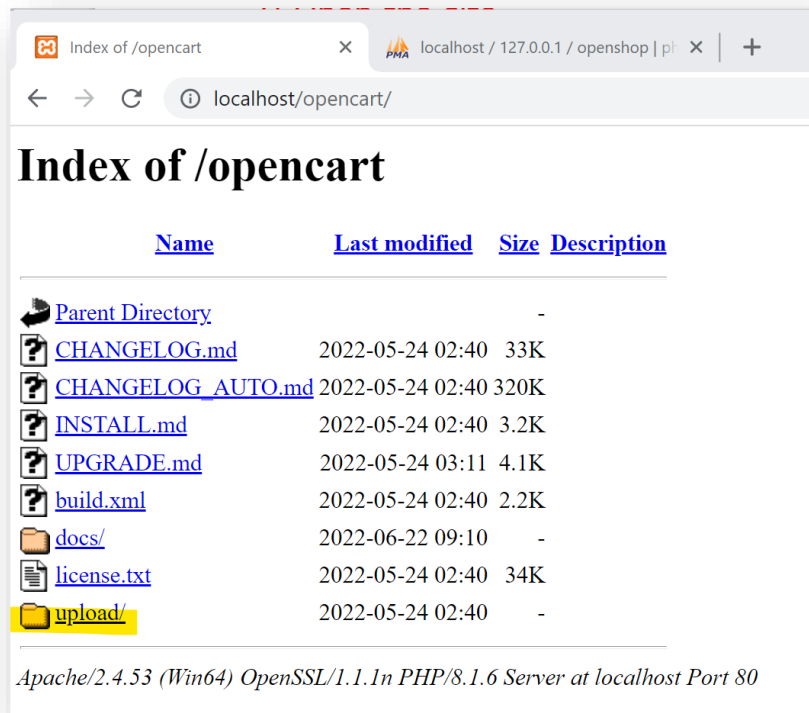 Index of /opencart
localhost / 127.0.0.1 / openshop | ph
localhost/opencart/
Index of /opencart
Name Last modified Size Description
Parent Directory -
CHANGELOG.md 2022-05-24 02:40 33K
CHANGELOG_AUTO.md 2022-05-24 02:40 320K
INSTALL.md 2022-05-24 02:40 3.2K
UPGRADE.md 2022-05-24 03:11 4.1K
build.xml 2022-05-24 02:40 2.2K
docs/ 2022-06-22 09:10 -
license.txt 2022-05-24 02:40 34K
upload/ 2022-05-24 02:40 -
Apache/2.4.53 (Win64) OpenSSL/1.1.1n PHP/8.1.6 Server at localhost Port 80